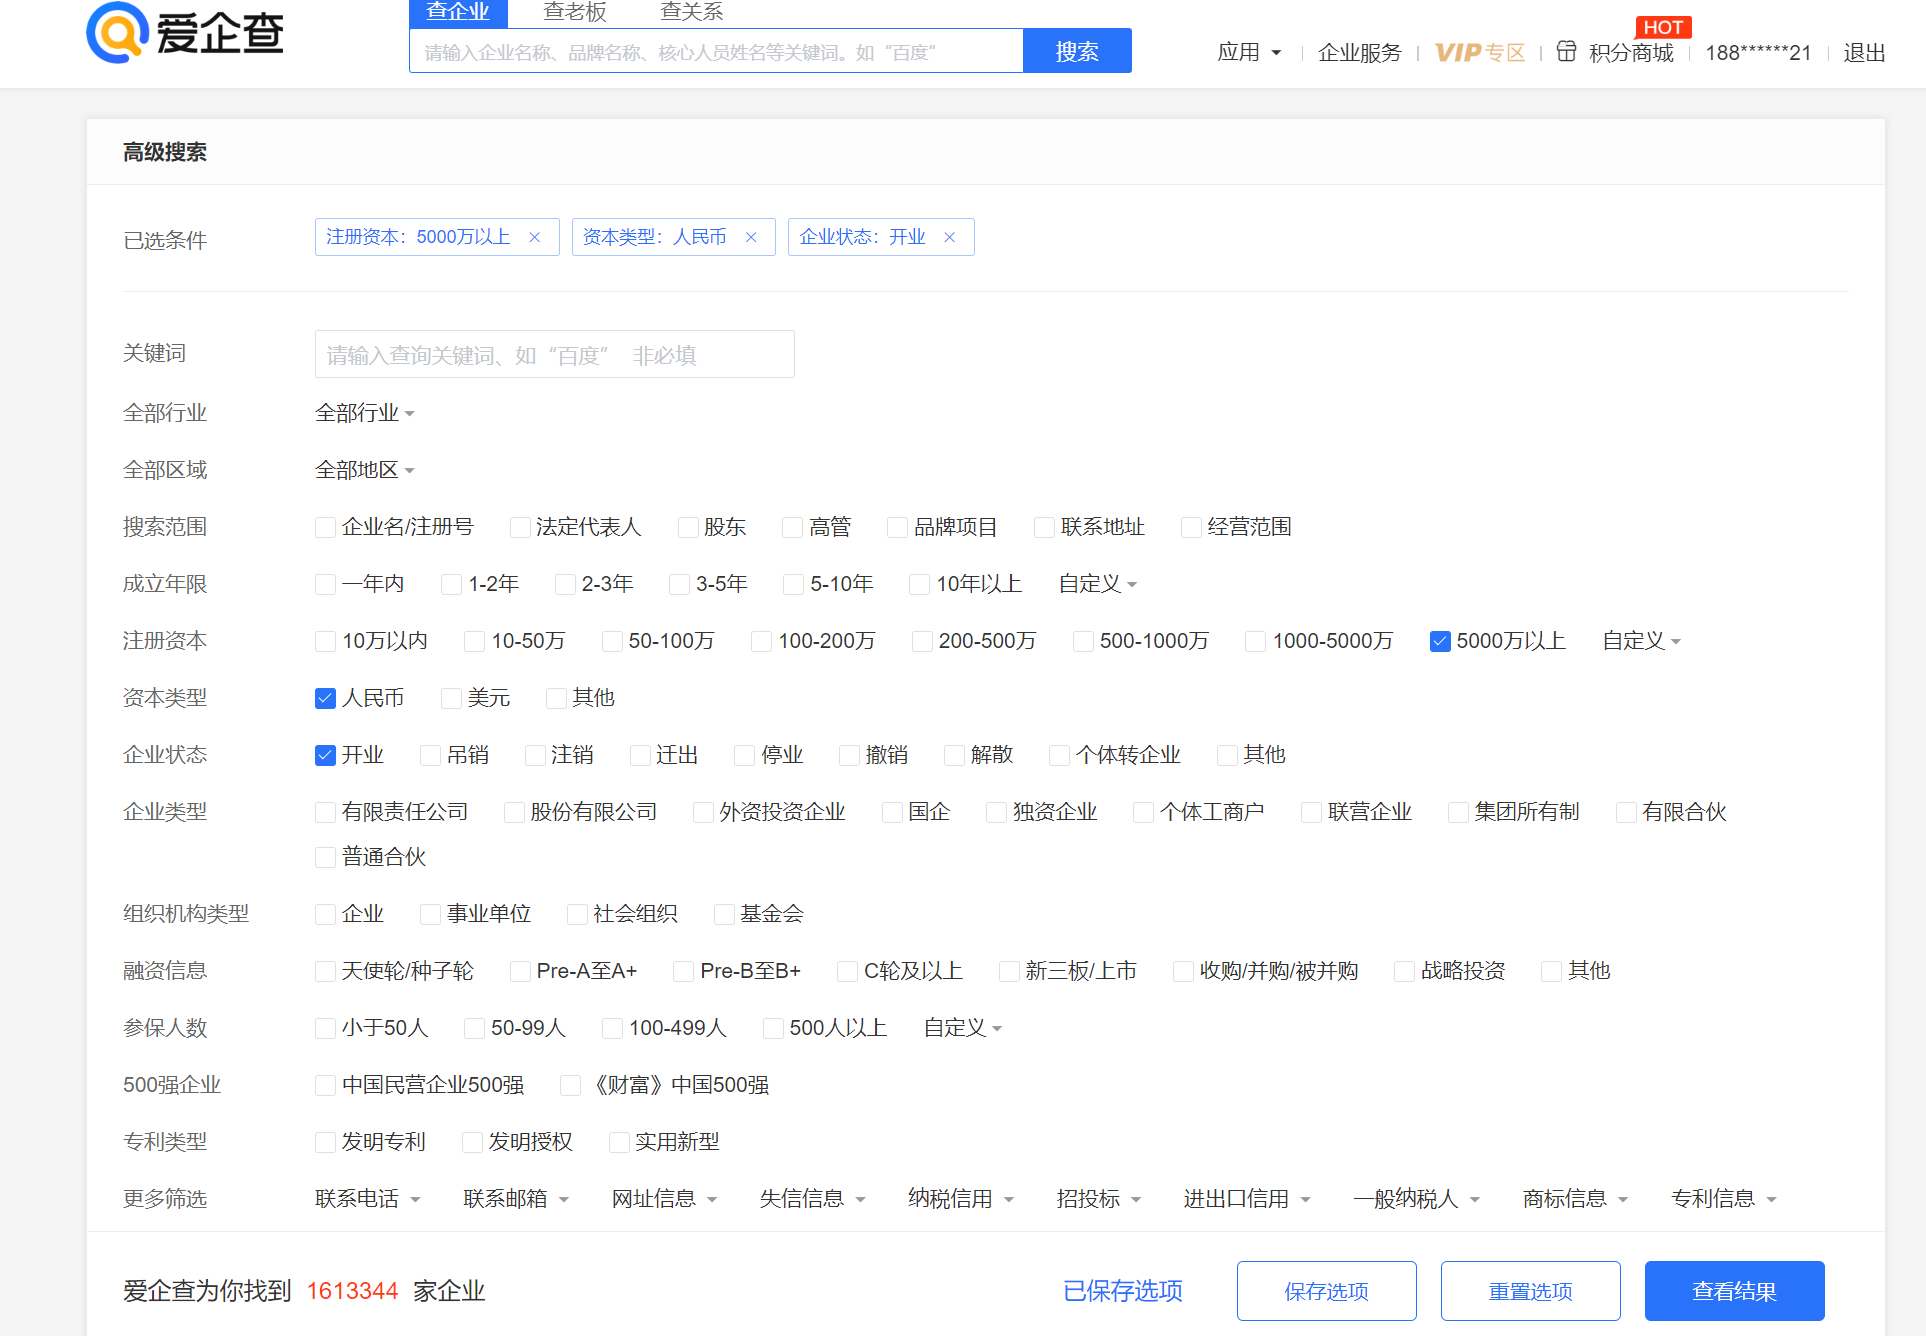 爱企查
查企业 查老板 查关系
请输入企业名称、品牌名称、核心人员姓名等关键词。如“百度” 搜索
应用 企业服务 VIP专区 积分商城 HOT 188******21 退出
高级搜索
已选条件 注册资本：5000万以上 × 资本类型：人民币 × 企业状态：开业 ×
关键词 请输入查询关键词、如“百度” 非必填
全部行业 全部行业
全部区域 全部地区
搜索范围 企业名/注册号 法定代表人 股东 高管 品牌项目 联系地址 经营范围
成立年限 一年内 1-2年 2-3年 3-5年 5-10年 10年以上 自定义
注册资本 10万以内 10-50万 50-100万 100-200万 200-500万 500-1000万 1000-5000万 5000万以上 自定义
资本类型 人民币 美元 其他
企业状态 开业 吊销 注销 迁出 停业 撤销 解散 个体转企业 其他
企业类型 有限责任公司 股份有限公司 外资投资企业 国企 独资企业 个体工商户 联营企业 集团所有制 有限合伙
普通合伙
组织机构类型 企业 事业单位 社会组织 基金会
融资信息 天使轮/种子轮 Pre-A至A+ Pre-B至B+ C轮及以上 新三板/上市 收购/并购/被并购 战略投资 其他
参保人数 小于50人 50-99人 100-499人 500人以上 自定义
500强企业 中国民营企业500强 《财富》中国500强
专利类型 发明专利 发明授权 实用新型
更多筛选 联系电话 联系邮箱 网址信息 失信信息 纳税信用 招投标 进出口信用 一般纳税人 商标信息 专利信息
爱企查为你找到 1613344 家企业 已保存选项 保存选项 重置选项 查看结果